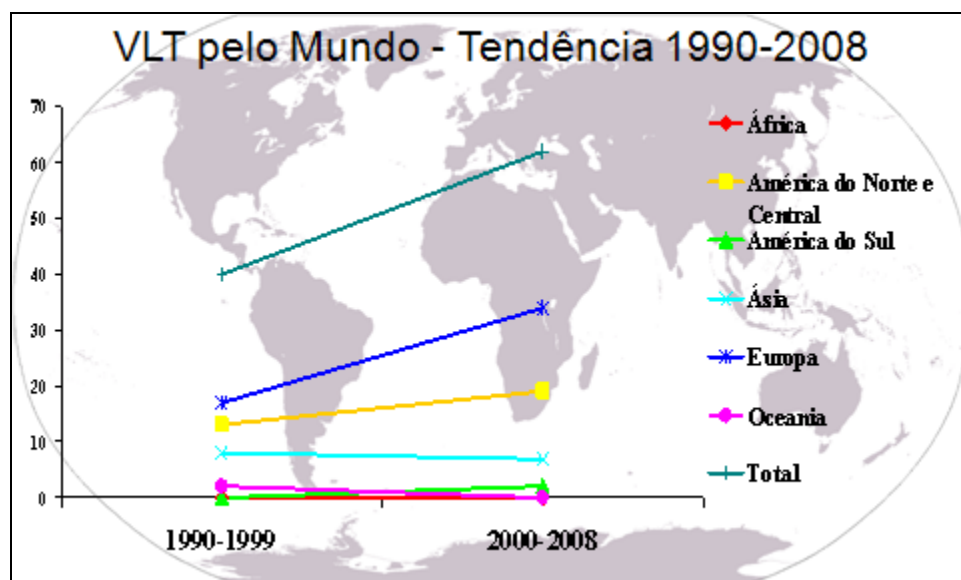 VLT pelo Mundo - Tendência 1990-2008
70
60
50
40
30
20
10
0
1990-1999
2000-2008
África
América do Norte e
Central
América do Sul
Ásia
Europa
Oceania
Total